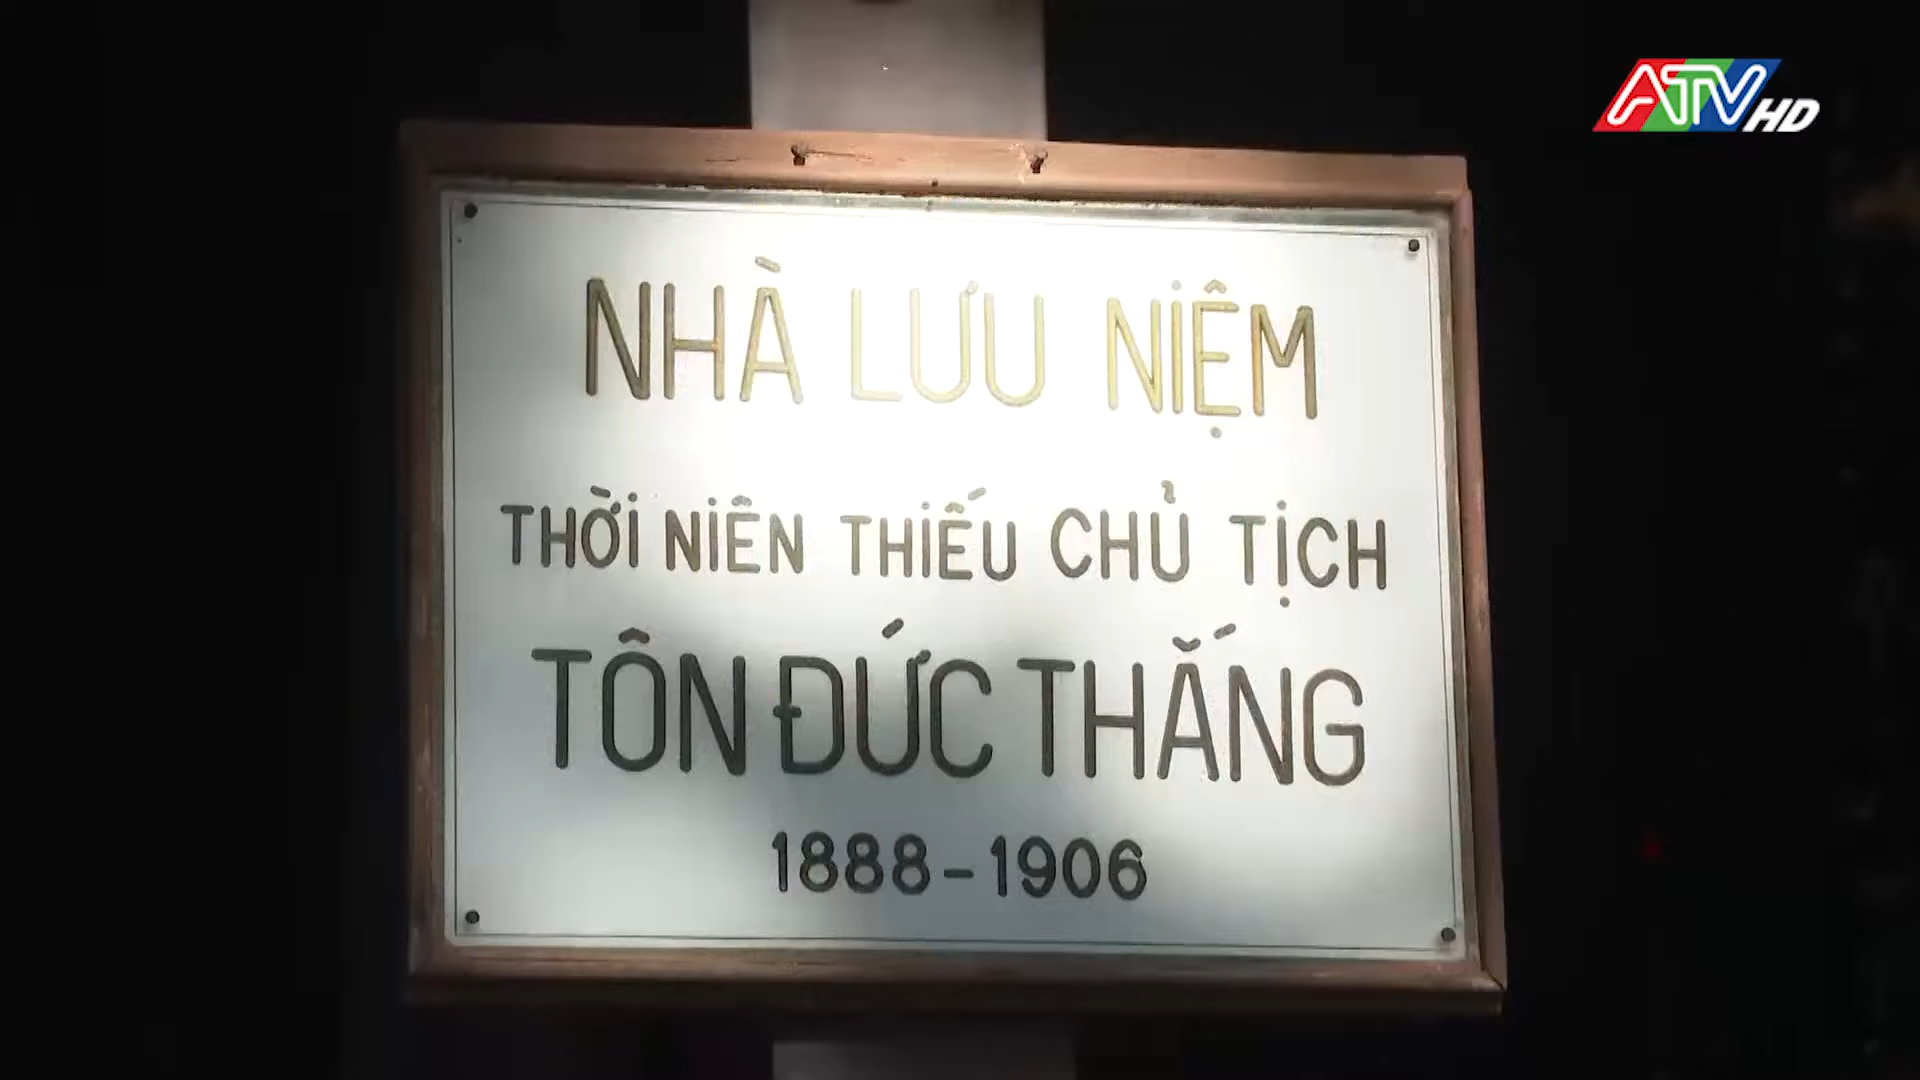 ATV HD
NHÀ LƯU NIỆM
THỜI NIÊN THIẾU CHỦ TỊCH
TÔN ĐỨC THẮNG
1888-1906